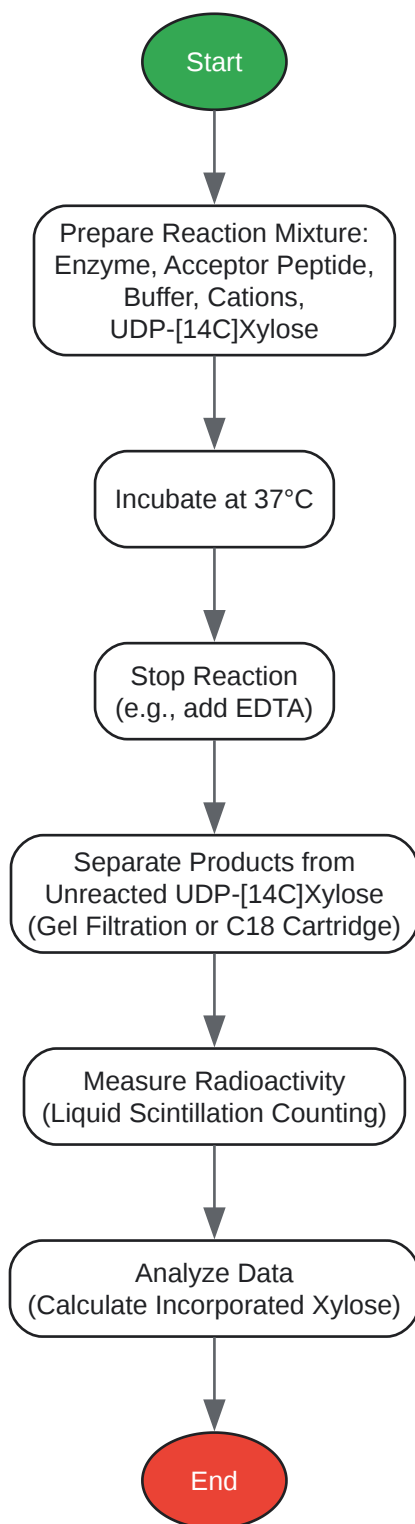 Start
Prepare Reaction Mixture:
Enzyme, Acceptor Peptide,
Buffer, Cations,
UDP-[14C]Xylose
Incubate at 37°C
Stop Reaction
(e.g., add EDTA)
Separate Products from
Unreacted UDP-[14C]Xylose
(Gel Filtration or C18 Cartridge)
Measure Radioactivity
(Liquid Scintillation Counting)
Analyze Data
(Calculate Incorporated Xylose)
End